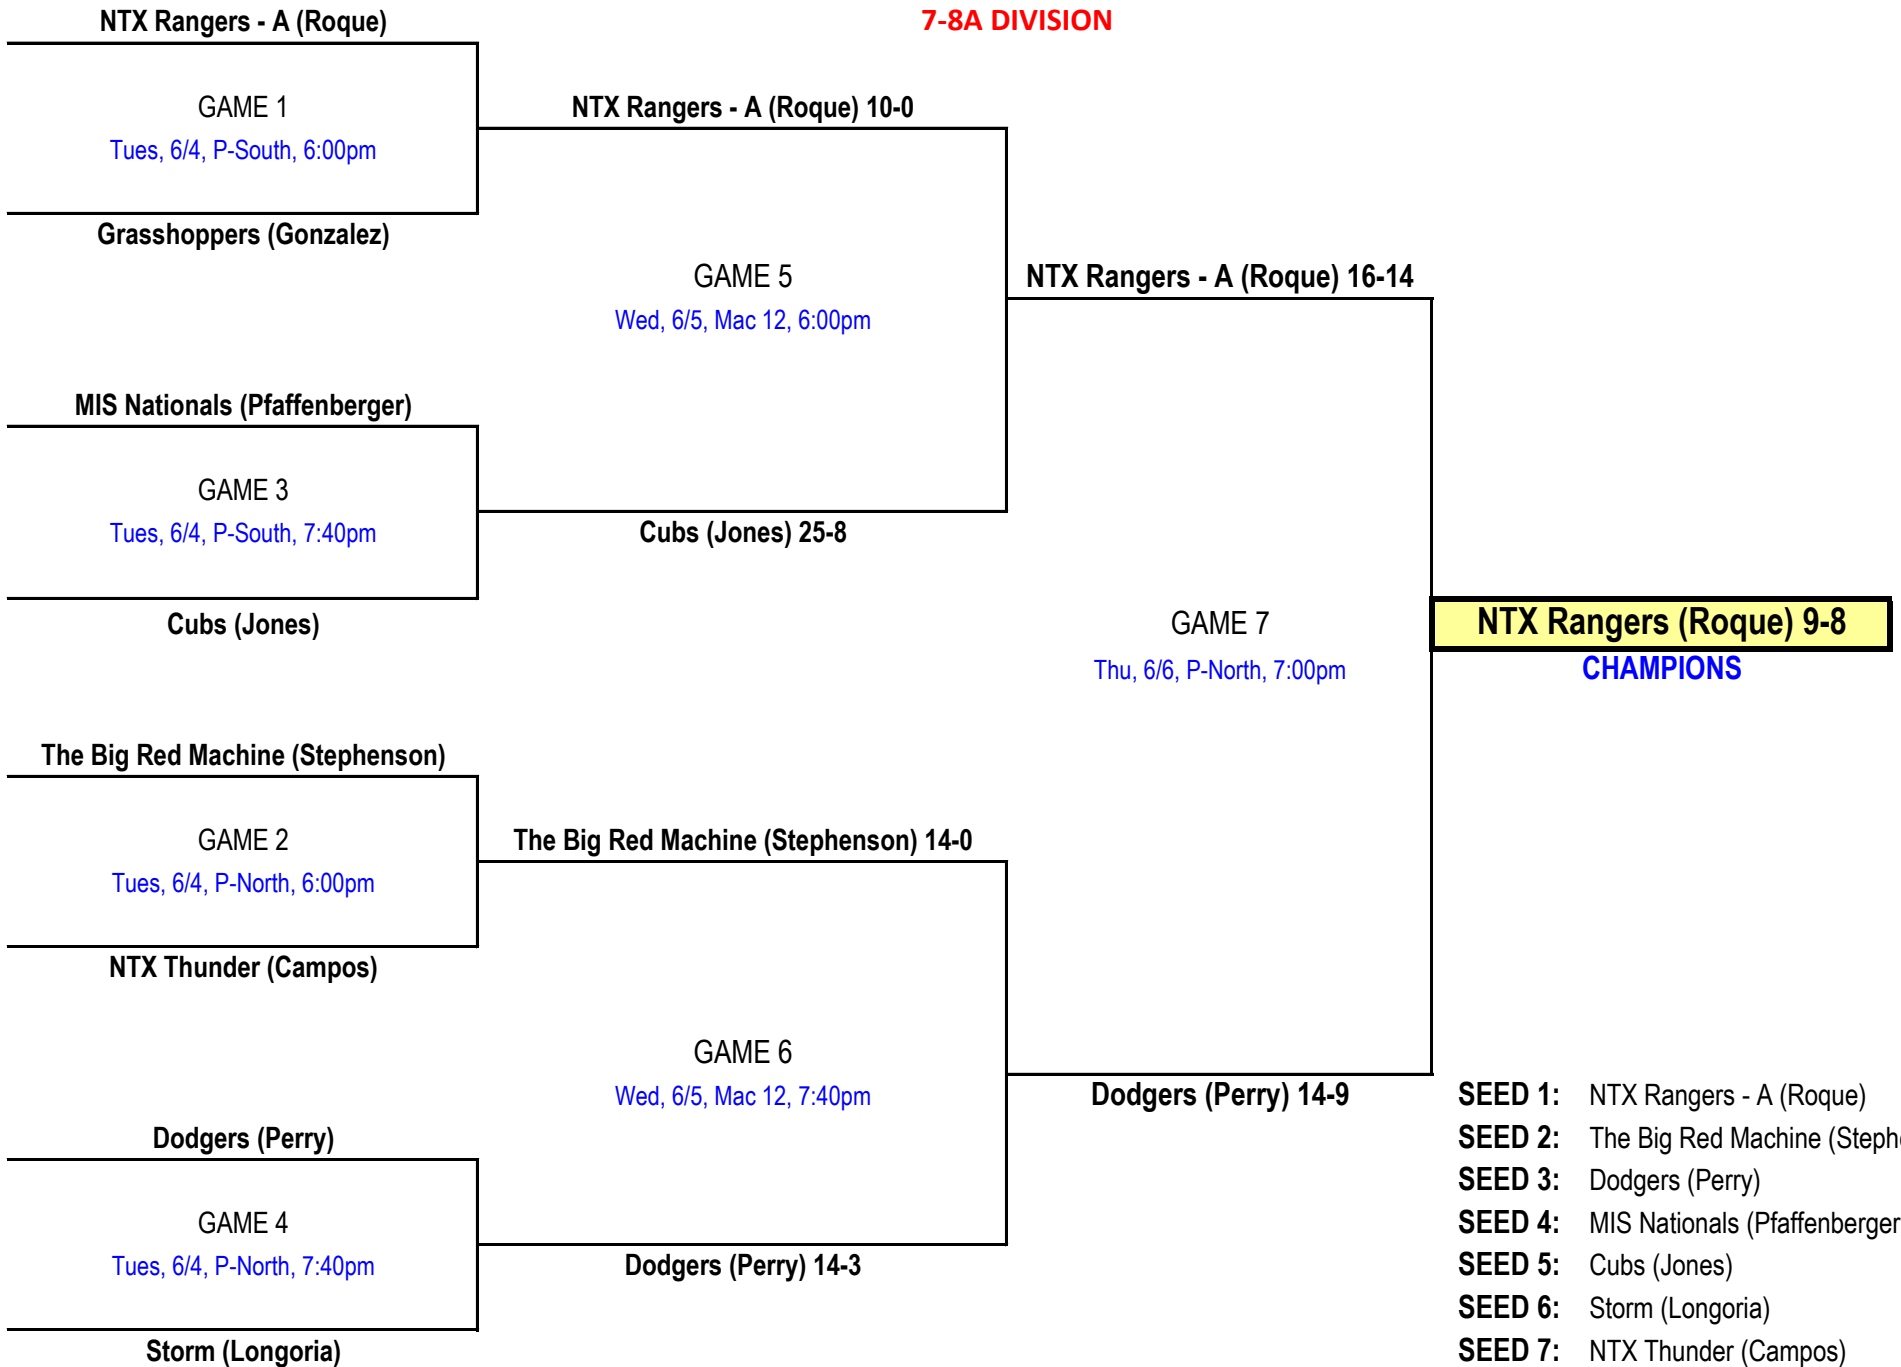 7-8A DIVISION
NTX Rangers - A (Roque)
GAME 1
Tues, 6/4, P-South, 6:00pm
Grasshoppers (Gonzalez)
NTX Rangers - A (Roque) 10-0
GAME 5
Wed, 6/5, Mac 12, 6:00pm
MIS Nationals (Pfaffenberger)
GAME 3
Tues, 6/4, P-South, 7:40pm
Cubs (Jones)
Cubs (Jones) 25-8
NTX Rangers - A (Roque) 16-14
GAME 7
Thu, 6/6, P-North, 7:00pm
NTX Rangers (Roque) 9-8
CHAMPIONS
The Big Red Machine (Stephenson)
GAME 2
Tues, 6/4, P-North, 6:00pm
NTX Thunder (Campos)
The Big Red Machine (Stephenson) 14-0
GAME 6
Wed, 6/5, Mac 12, 7:40pm
Dodgers (Perry)
GAME 4
Tues, 6/4, P-North, 7:40pm
Storm (Longoria)
Dodgers (Perry) 14-3
Dodgers (Perry) 14-9
SEED 1: NTX Rangers - A (Roque)
SEED 2: The Big Red Machine (Steph
SEED 3: Dodgers (Perry)
SEED 4: MIS Nationals (Pfaffenberger
SEED 5: Cubs (Jones)
SEED 6: Storm (Longoria)
SEED 7: NTX Thunder (Campos)